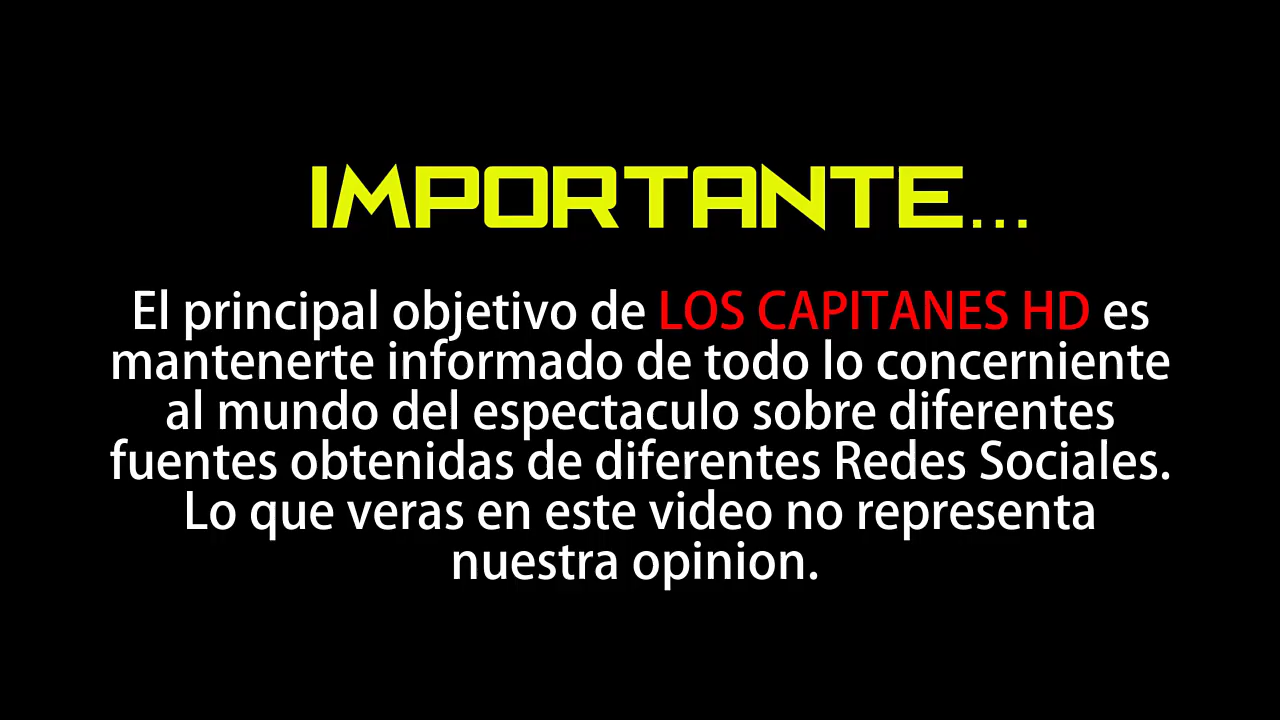 IMPORTANTE...
El principal objetivo de LOS CAPITANES HD es
mantenerte informado de todo lo concerniente
al mundo del espectaculo sobre diferentes
fuentes obtenidas de diferentes Redes Sociales.
Lo que veras en este video no representa
nuestra opinion.